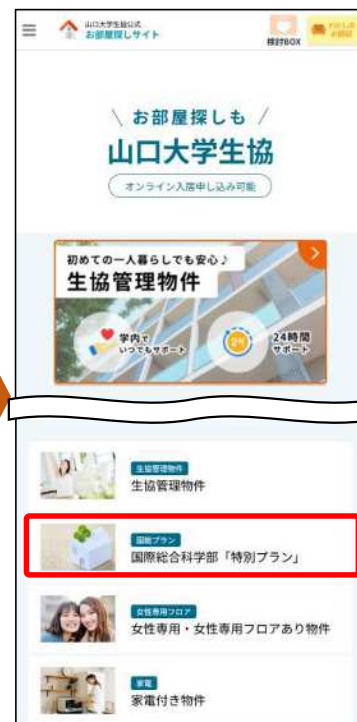 山口大学生協公式
お部屋探しサイト
検討BOX
お部屋探しも
山口大学生協
オンライン入居申し込み可能
初めての一人暮らしでも安心♪
生協管理物件
学内で
いつでもサポート
24
24時間
サポート
生協管理物件
生協管理物件
国総プラン
国際総合科学部「特別プラン」
女性専用フロア
女性専用・女性専用フロアあり物件
家電
家電付き物件